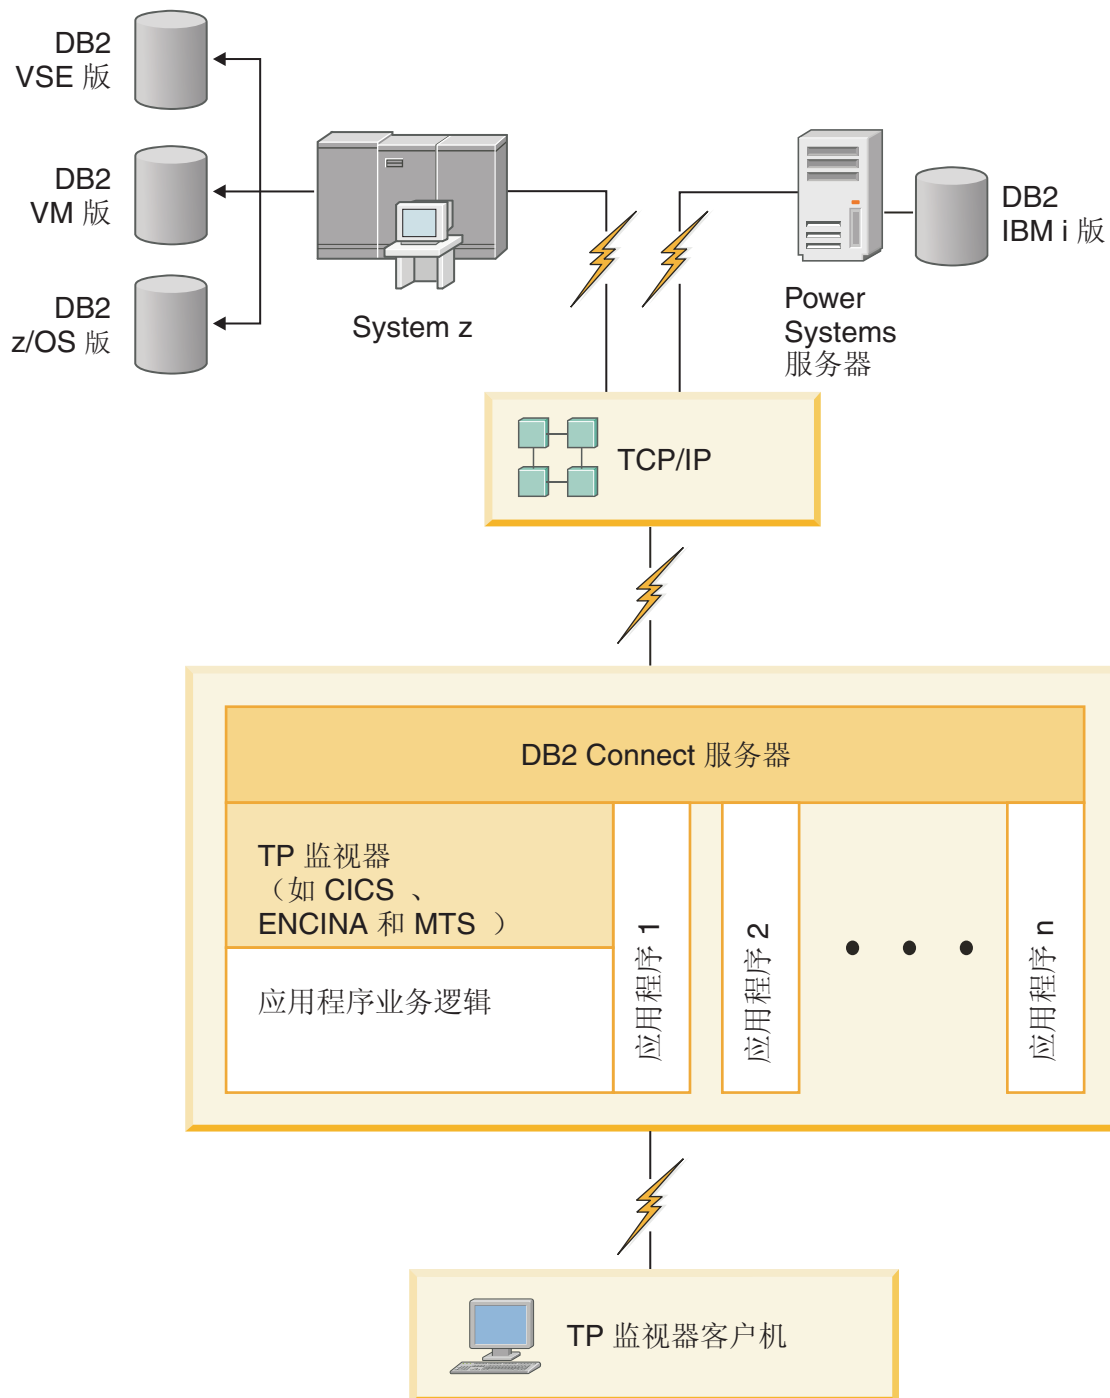 DB2
VSE 版
DB2
VM 版
DB2
z/OS 版
System z
DB2
IBM i 版
Power
Systems
服务器
TCP/IP
DB2 Connect 服务器
TP 监视器
（如 CICS 、
ENCINA 和 MTS ）
应用程序业务逻辑
应用程序 1
应用程序 2
应用程序 n
TP 监视器客户机